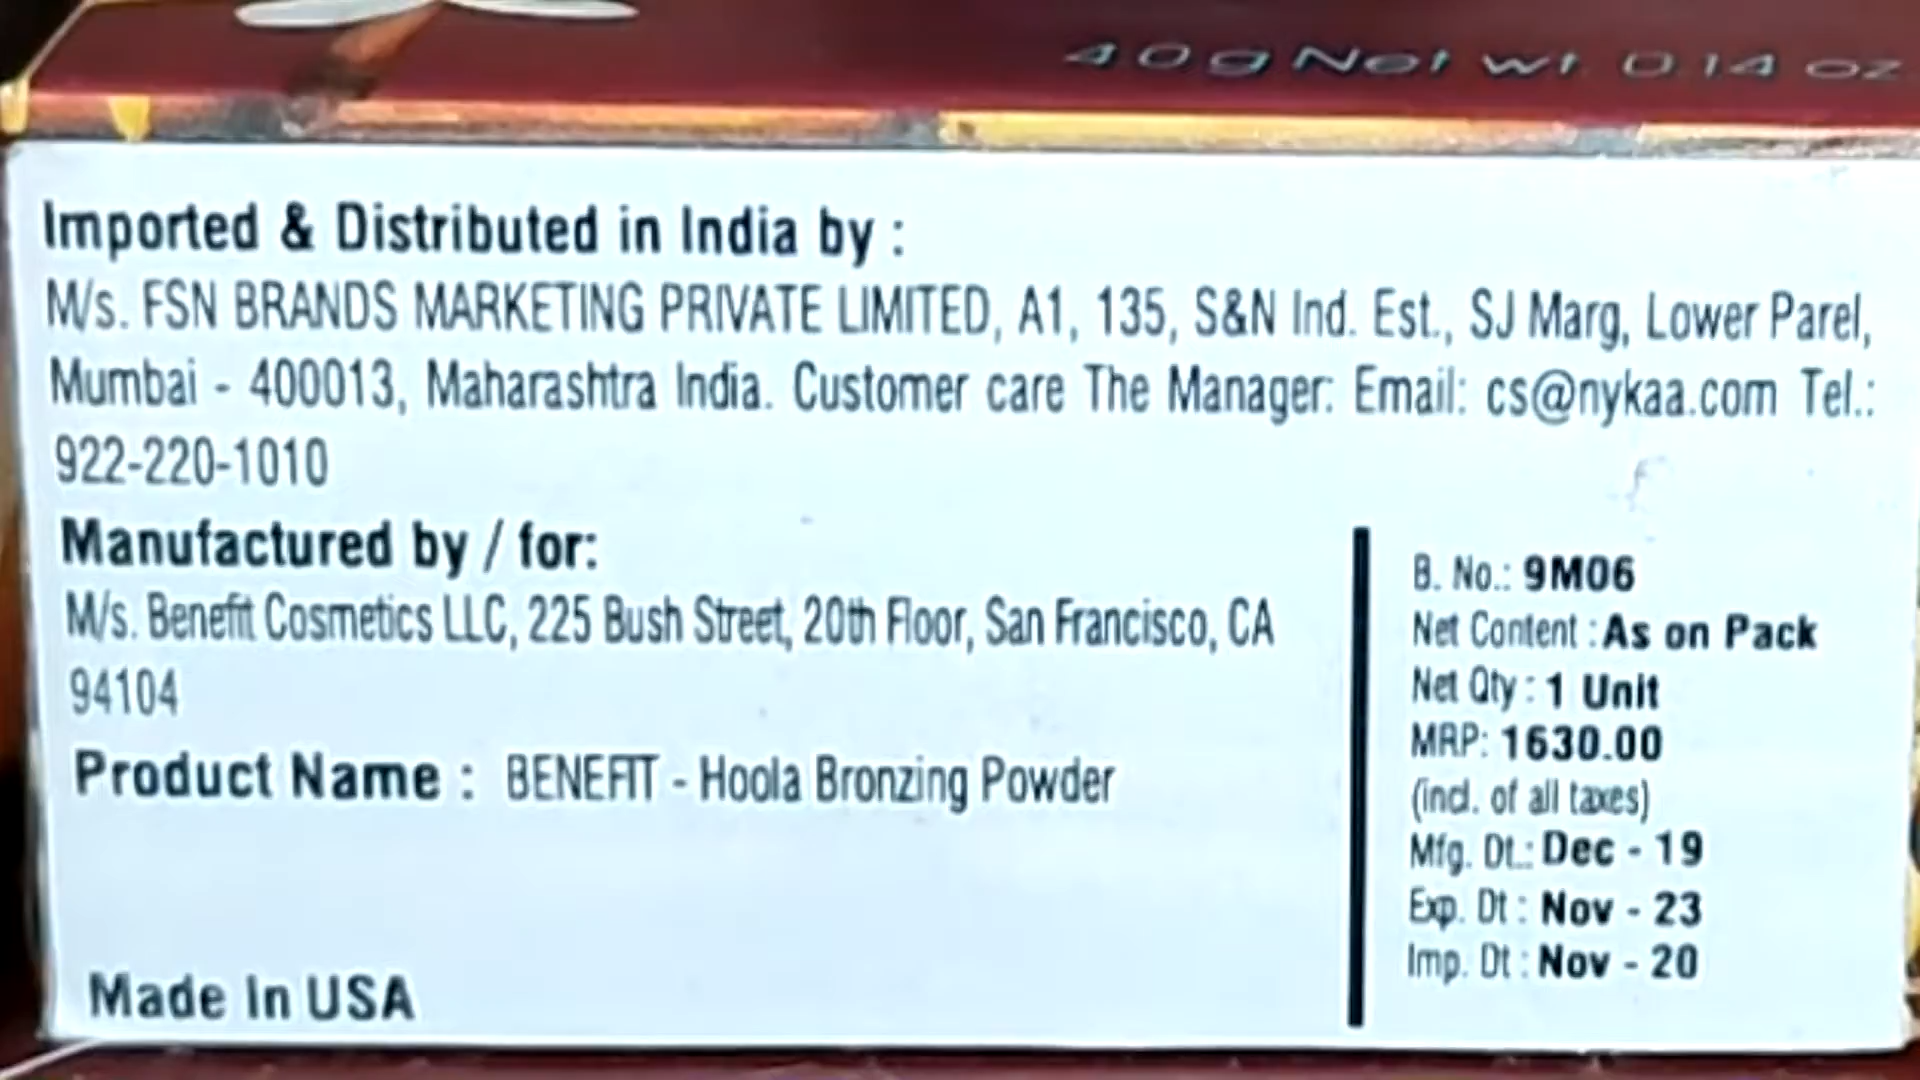 4.0 g Net wt. 0.14 oz
Imported & Distributed in India by :
M/s. FSN BRANDS MARKETING PRIVATE LIMITED, A1, 135, S&N Ind. Est., SJ Marg, Lower Parel,
Mumbai - 400013, Maharashtra India. Customer care The Manager: Email: cs@nykaa.com Tel.:
922-220-1010
Manufactured by / for:
M/s. Benefit Cosmetics LLC, 225 Bush Street, 20th Floor, San Francisco, CA
94104
Product Name : BENEFIT - Hoola Bronzing Powder
Made In USA
B. No.: 9M06
Net Content : As on Pack
Net Qty : 1 Unit
MRP: 1630.00
(incl. of all taxes)
Mfg. Dt.: Dec - 19
Exp. Dt : Nov - 23
Imp. Dt : Nov - 20